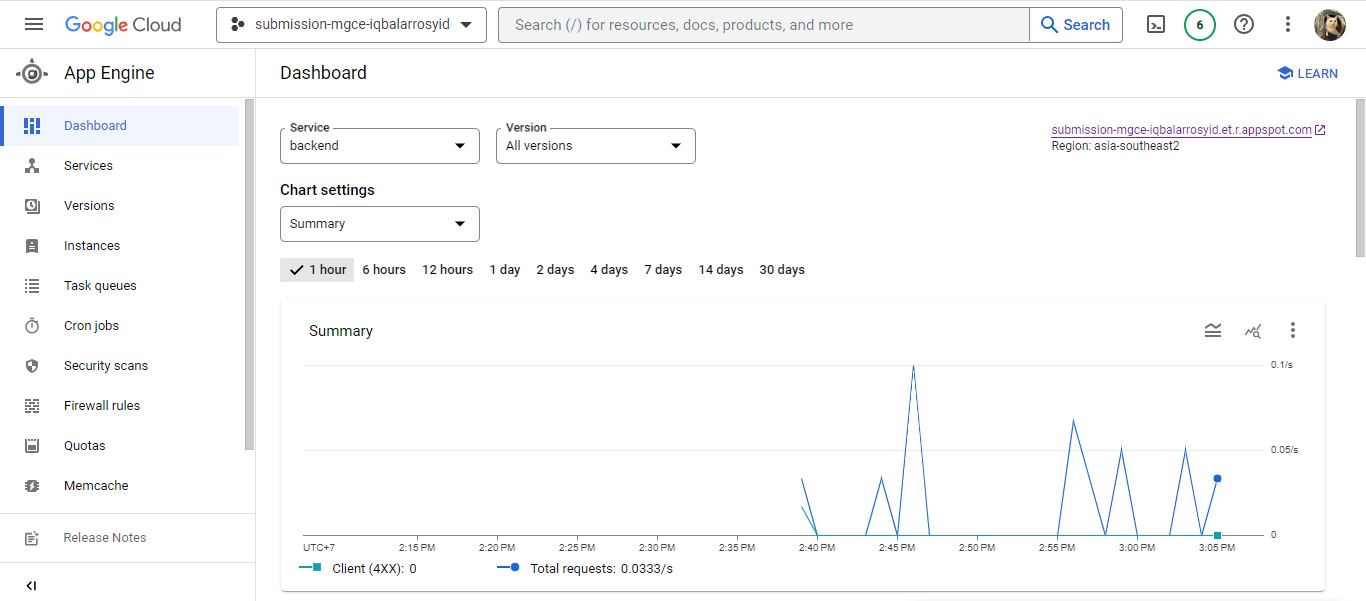 Google Cloud
submission-mgce-iqbalarrosyid
Search (/) for resources, docs, products, and more
Search
6
App Engine
Dashboard
LEARN
Dashboard
Services
Versions
Instances
Task queues
Cron jobs
Security scans
Firewall rules
Quotas
Memcache
Release Notes
Service
backend
Version
All versions
submission-mgce-iqbalarrosyid.et.r.appspot.com
Region: asia-southeast2
Chart settings
Summary
1 hour 6 hours 12 hours 1 day 2 days 4 days 7 days 14 days 30 days
Summary
0.1/s
0.05/s
0
UTC+7 2:15 PM 2:20 PM 2:25 PM 2:30 PM 2:35 PM 2:40 PM 2:45 PM 2:50 PM 2:55 PM 3:00 PM 3:05 PM
Client (4XX): 0 Total requests: 0.0333/s